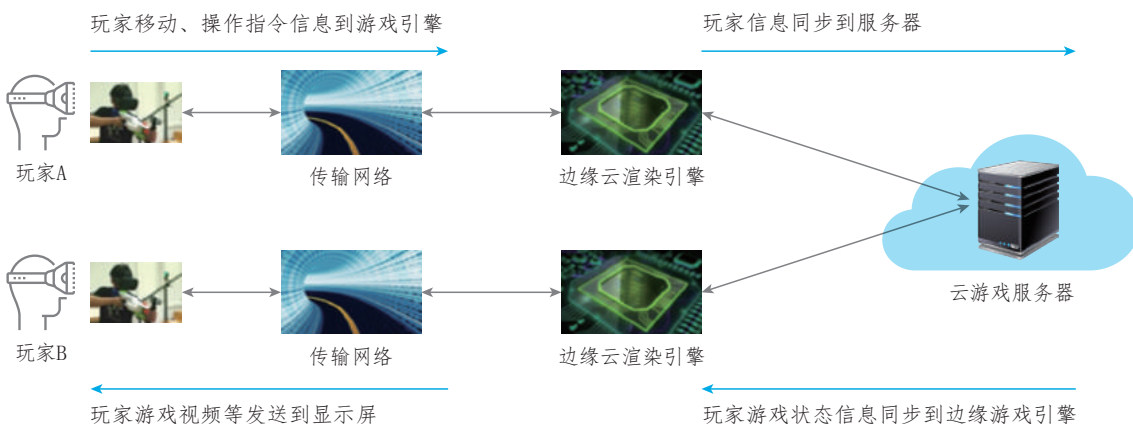 玩家移动、操作指令信息到游戏引擎
玩家信息同步到服务器
玩家A
传输网络
边缘云渲染引擎
云游戏服务器
玩家B
传输网络
边缘云渲染引擎
玩家游戏视频等发送到显示屏
玩家游戏状态信息同步到边缘游戏引擎